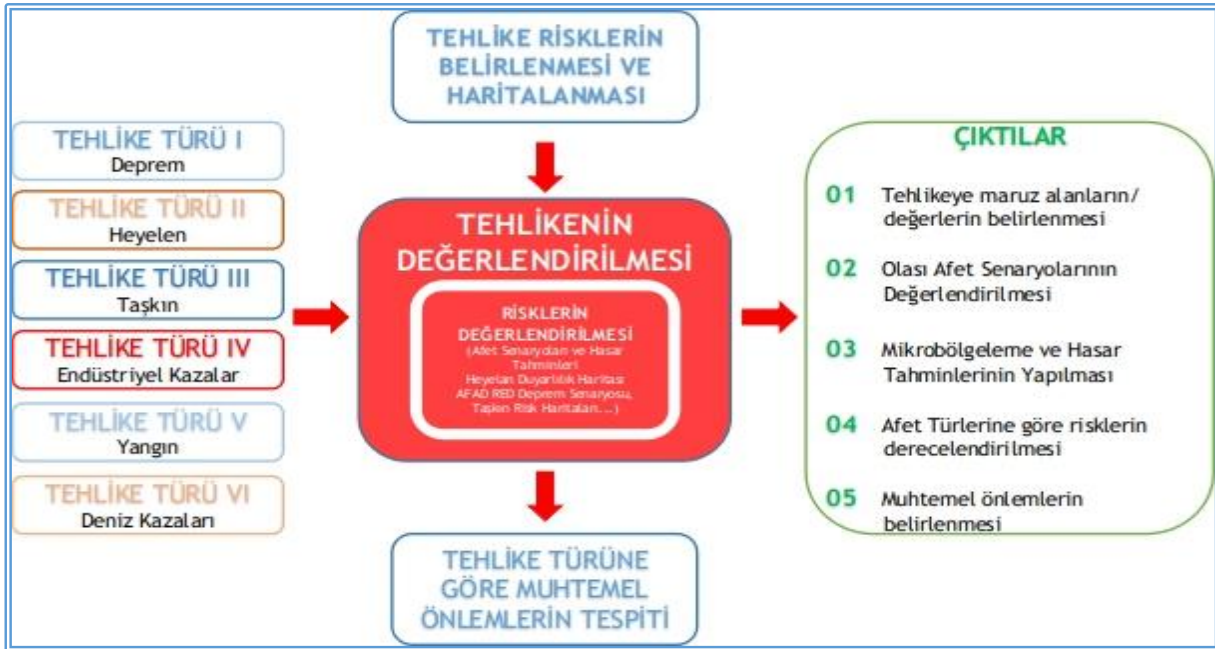 TEHLİKE RİSKLERİN
BELİRLENMESİ VE
HARİTALANMASI
TEHLİKE TÜRÜ I
Deprem
TEHLİKE TÜRÜ II
Heyelen
TEHLİKE TÜRÜ III
Taşkın
TEHLİKE TÜRÜ IV
Endüstriyel Kazalar
TEHLİKE TÜRÜ V
Yangın
TEHLİKE TÜRÜ VI
Deniz Kazaları
TEHLİKENİN
DEĞERLENDİRİLMESİ
RİSKLERİN
DEĞERLENDİRİLMESİ
(Afet Senaryoları ve Hasar
Tahminleri
Heyelan Duyarlılık Haritası
AFAD RED Deprem Senaryosu,
Taşkın Risk Haritaları...)
TEHLİKE TÜRÜNE
GÖRE MUHTEMEL
ÖNLEMLERİN TESPİTİ
ÇIKTILAR
01 Tehlikeye maruz alanların/
değerlerin belirlenmesi
02 Olası Afet Senaryolarının
Değerlendirilmesi
03 Mikrobölgeleme ve Hasar
Tahminlerinin Yapılması
04 Afet Türlerine göre risklerin
derecelendirilmesi
05 Muhtemel önlemlerin
belirlenmesi